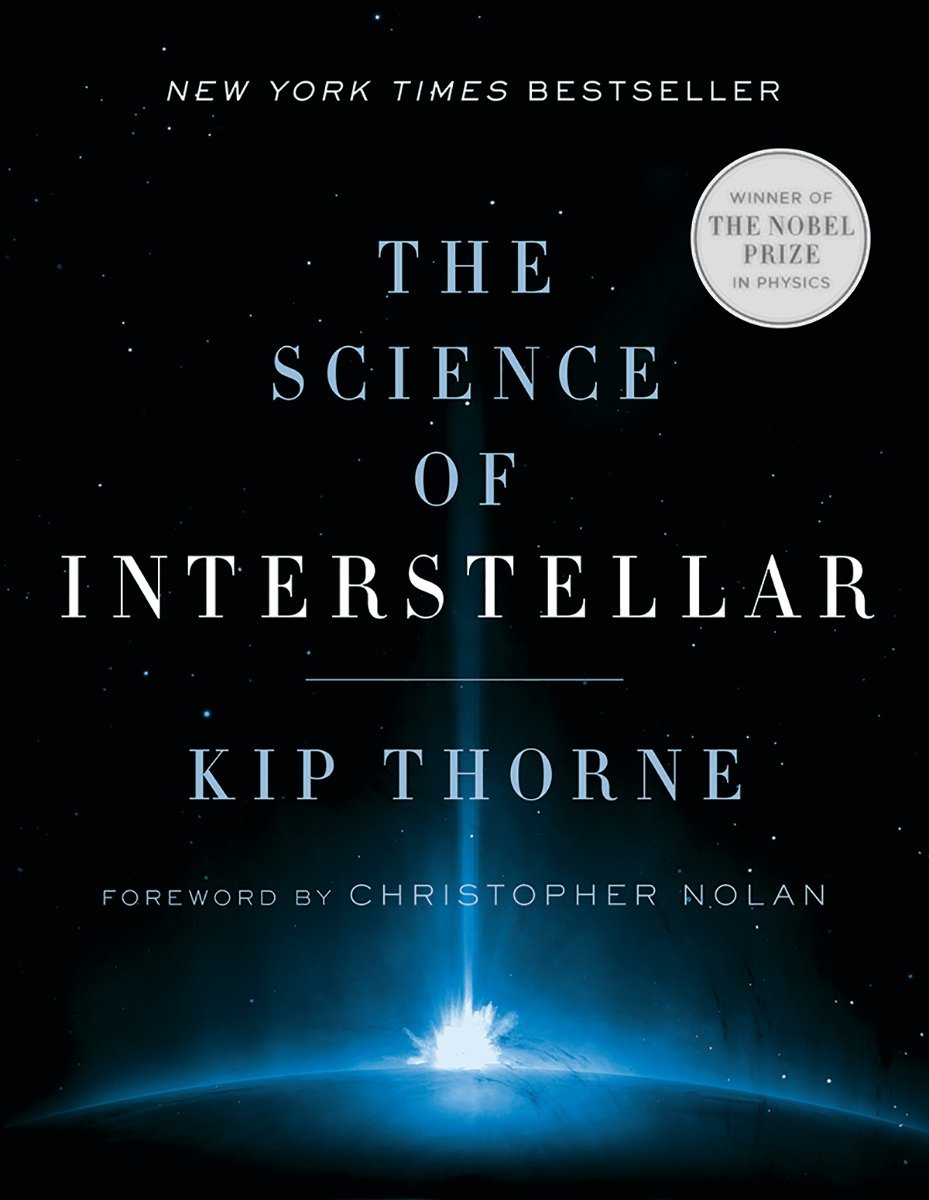 NEW YORK TIMES BESTSELLER
WINNER OF
THE NOBEL
PRIZE
IN PHYSICS
THE
SCIENCE
OF
INTERSTELLAR
KIP THORNE
FOREWORD BY CHRISTOPHER NOLAN